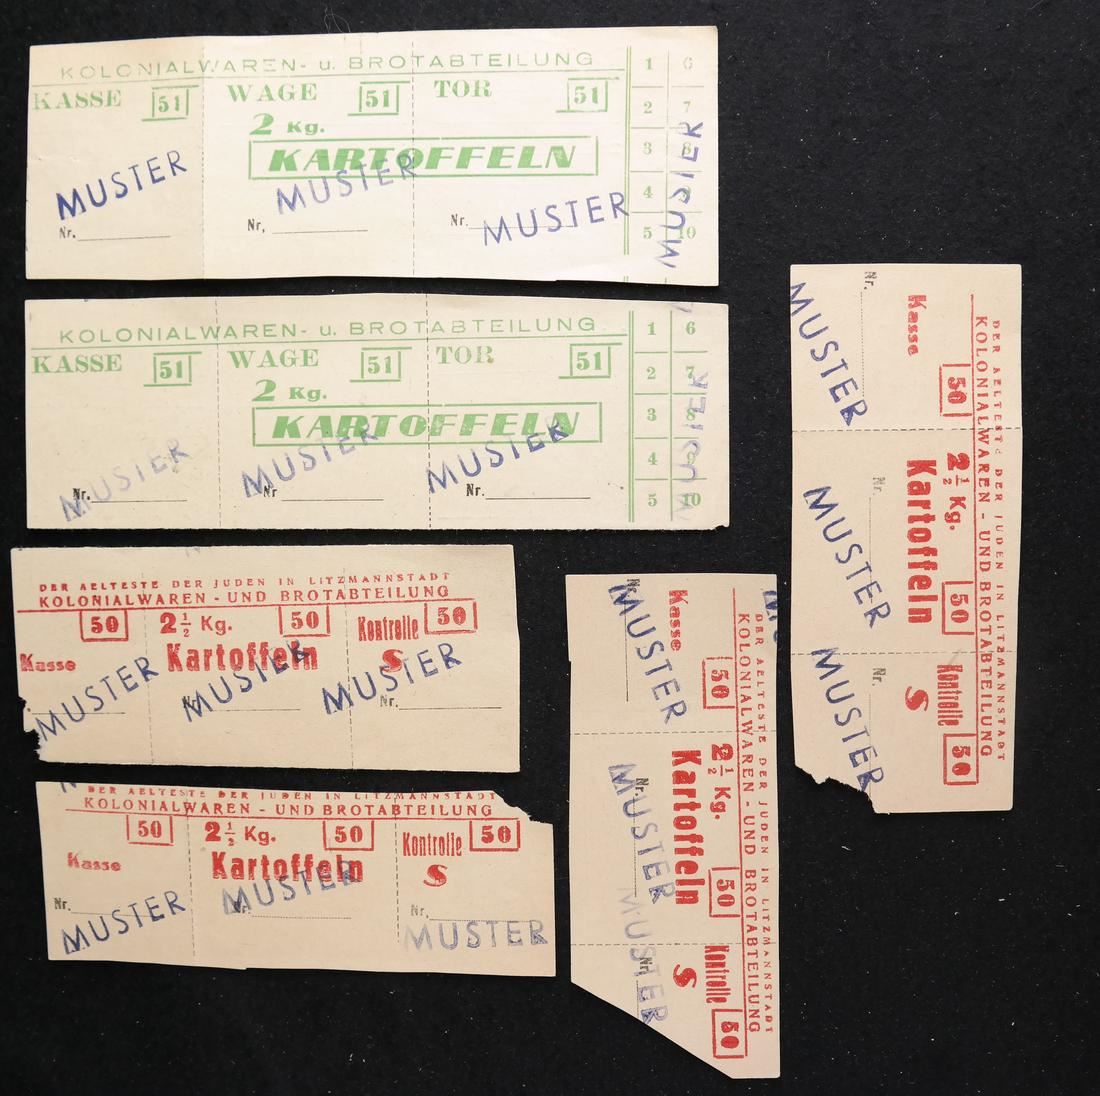 KOLONIALWAREN- u. BROTABTEILUNG
KASSE 51 WAGE 51 TOR 51
2 Kg.
KARTOFFELN
MUSTER MUSTER MUSTER MUSTER
Nr. Nr. Nr.
1 6
2 7
3 8
4
5 10
KOLONIALWAREN- u. BROTABTEILUNG
KASSE 51 WAGE 51 TOR 51
2 Kg.
KARTOFFELN
MUSTER MUSTER MUSTER MUSTER
Nr. Nr. Nr.
1 6
2 7
3 8
4 9
5 10
DER AELTESTE DER JUDEN IN LITZMANNSTADT
KOLONIALWAREN - UND BROTABTEILUNG
50 2½ Kg. 50 Kontrolle 50
Kasse Kartoffeln S
MUSTER MUSTER MUSTER
Nr. Nr.
DER AELTESTE DER JUDEN IN LITZMANNSTADT
KOLONIALWAREN - UND BROTABTEILUNG
50 2½ Kg. 50 Kontrolle 50
Kasse Kartoffeln S
Nr. Nr. Nr.
MUSTER MUSTER MUSTER
DER AELTESTE DER JUDEN IN LITZMANNSTADT
KOLONIALWAREN - UND BROTABTEILUNG
50 2½ Kg. 50 Kontrolle 50
Kasse Kartoffeln S
Nr. Nr. Nr.
MUSTER MUSTER MUSTER
DER AELTESTE DER JUDEN IN LITZMANNSTADT
KOLONIALWAREN - UND BROTABTEILUNG
50 2½ Kg. 50 Kontrolle 50
Kasse Kartoffeln S
Nr. Nr. Nr.
MUSTER MUSTER MUSTER